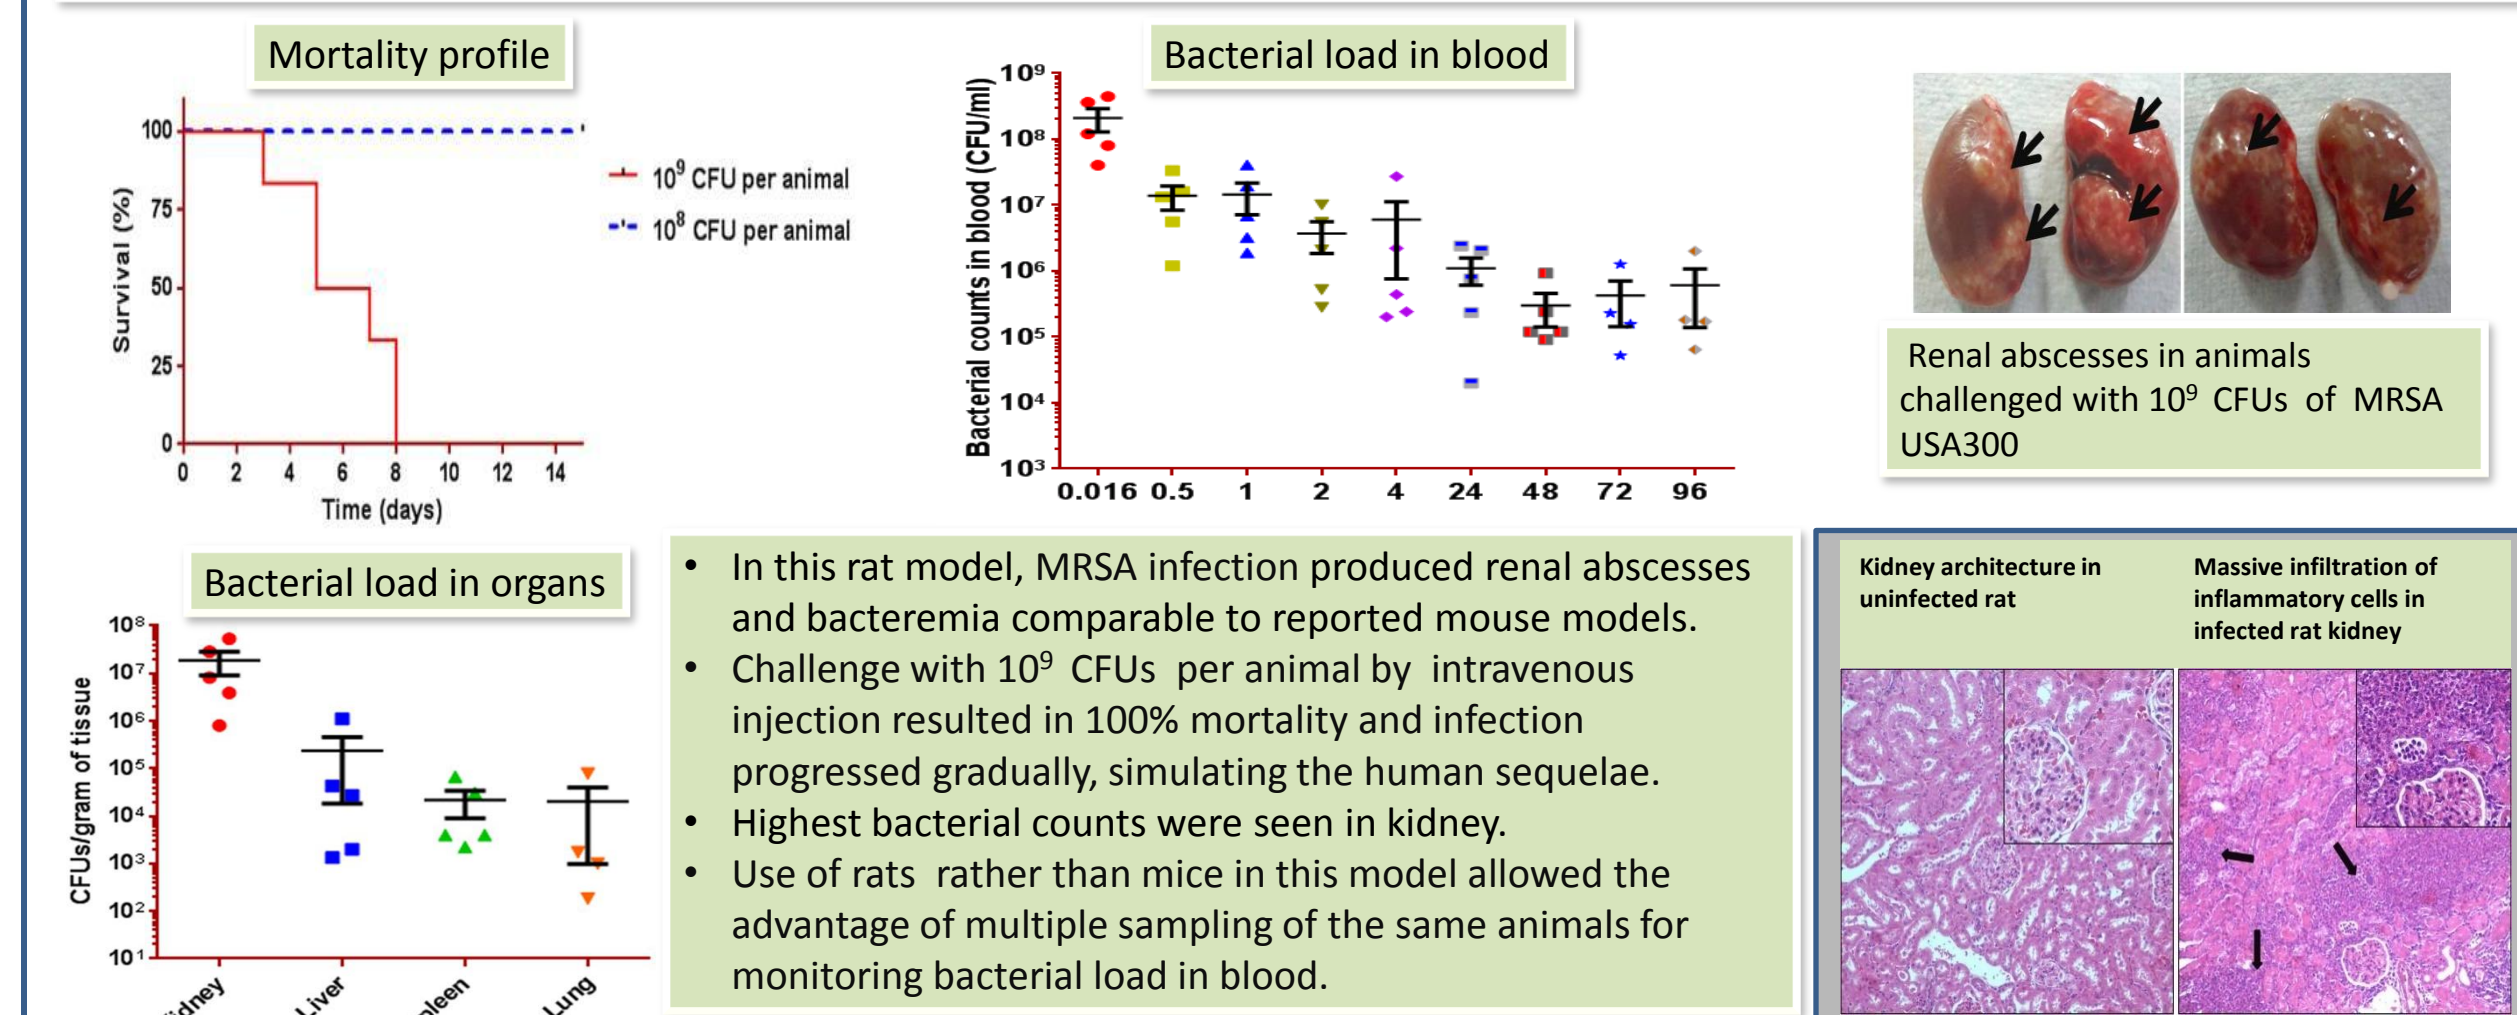 Mortality profile
100
75
50
25
0
Survival (%)
0 2 4 6 8 10 12 14
Time (days)
10⁹ CFU per animal
10⁸ CFU per animal
Bacterial load in blood
Bacterial counts in blood (CFU/ml)
10⁹
10⁸
10⁷
10⁶
10⁵
10⁴
10³
0.016 0.5 1 2 4 24 48 72 96
Renal abscesses in animals
challenged with 10⁹ CFUs of MRSA
USA300
Bacterial load in organs
CFUs/gram of tissue
10⁸
10⁷
10⁶
10⁵
10⁴
10³
10²
10¹
idney Liver pleen Lung
• In this rat model, MRSA infection produced renal abscesses
and bacteremia comparable to reported mouse models.
• Challenge with 10⁹ CFUs per animal by intravenous
injection resulted in 100% mortality and infection
progressed gradually, simulating the human sequelae.
• Highest bacterial counts were seen in kidney.
• Use of rats rather than mice in this model allowed the
advantage of multiple sampling of the same animals for
monitoring bacterial load in blood.
Kidney architecture in
uninfected rat
Massive infiltration of
inflammatory cells in
infected rat kidney